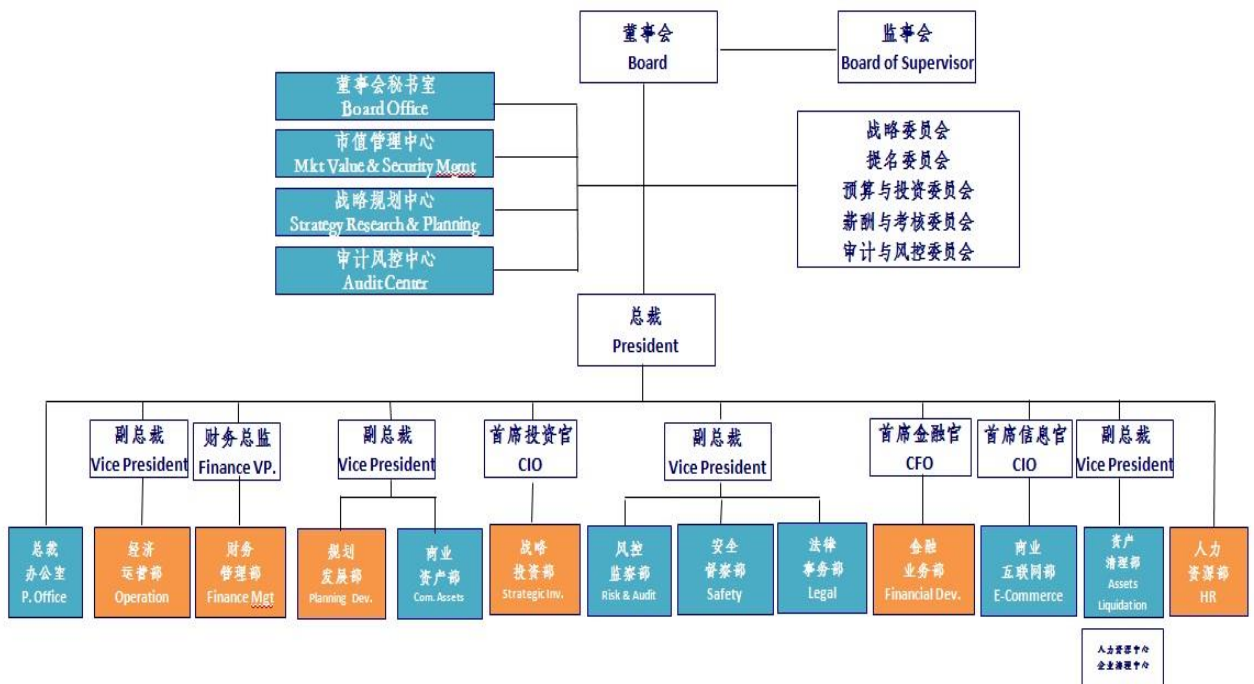 董事会
Board
监事会
Board of Supervisor
董事会秘书室
Board Office
市值管理中心
Mkt Value & Security Mgmt
战略规划中心
Strategy Research & Planning
审计风控中心
Audit Center
战略委员会
提名委员会
预算与投资委员会
薪酬与考核委员会
审计与风控委员会
总裁
President
副总裁
Vice President
财务总监
Finance VP.
副总裁
Vice President
首席投资官
CIO
副总裁
Vice President
首席金融官
CFO
首席信息官
CIO
副总裁
Vice President
总裁
办公室
P. Office
经济
运营部
Operation
财务
管理部
Finance Mgt
规划
发展部
Planning Dev.
商业
资产部
Com. Assets
战略
投资部
Strategic Inv.
风控
监察部
Risk & Audit
安全
督察部
Safety
法律
事务部
Legal
金融
业务部
Financial Dev.
商业
互联网部
E-Commerce
资产
清理部
Assets
Liquidation
人力
资源部
HR
人力资源中心
企业清理中心